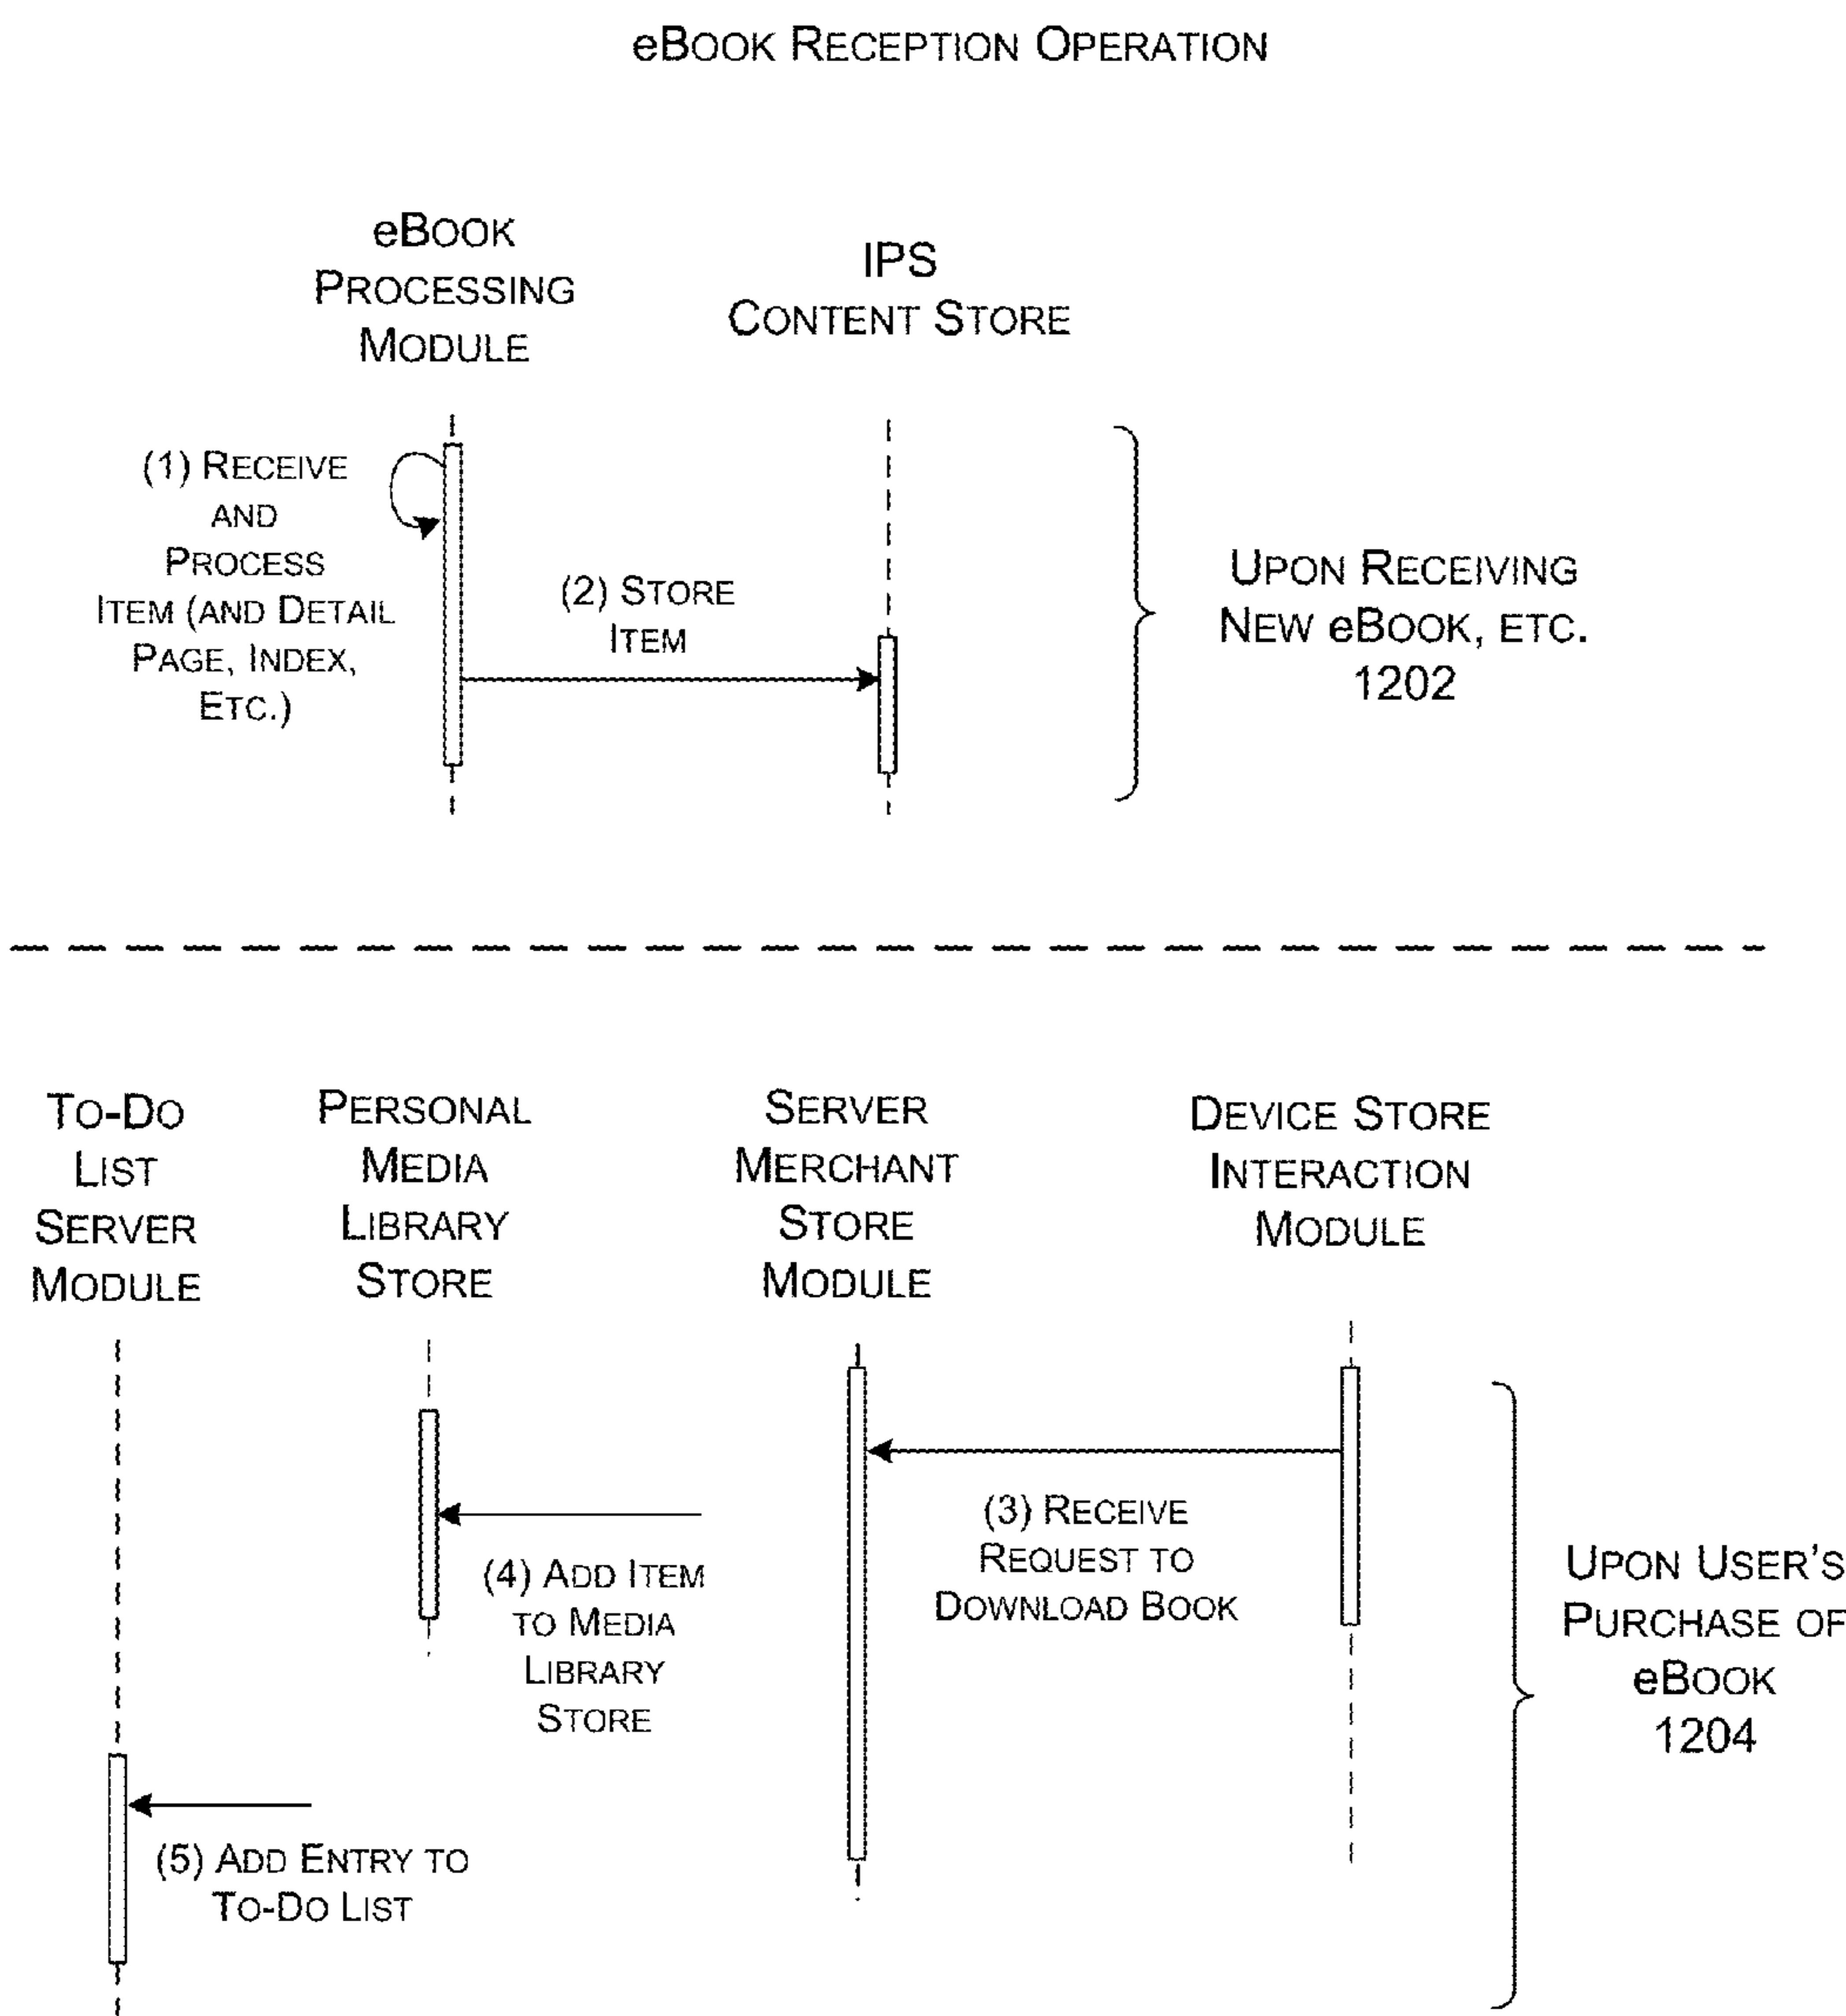 eBOOK RECEPTION OPERATION
eBOOK
PROCESSING
MODULE
IPS
CONTENT STORE
(1) RECEIVE
AND
PROCESS
ITEM (AND DETAIL
PAGE, INDEX,
ETC.)
(2) STORE
ITEM
UPON RECEIVING
NEW eBOOK, ETC.
1202
TO-DO
LIST
SERVER
MODULE
PERSONAL
MEDIA
LIBRARY
STORE
SERVER
MERCHANT
STORE
MODULE
DEVICE STORE
INTERACTION
MODULE
(3) RECEIVE
REQUEST TO
DOWNLOAD BOOK
(4) ADD ITEM
TO MEDIA
LIBRARY
STORE
(5) ADD ENTRY TO
TO-DO LIST
UPON USER'S
PURCHASE OF
eBOOK
1204